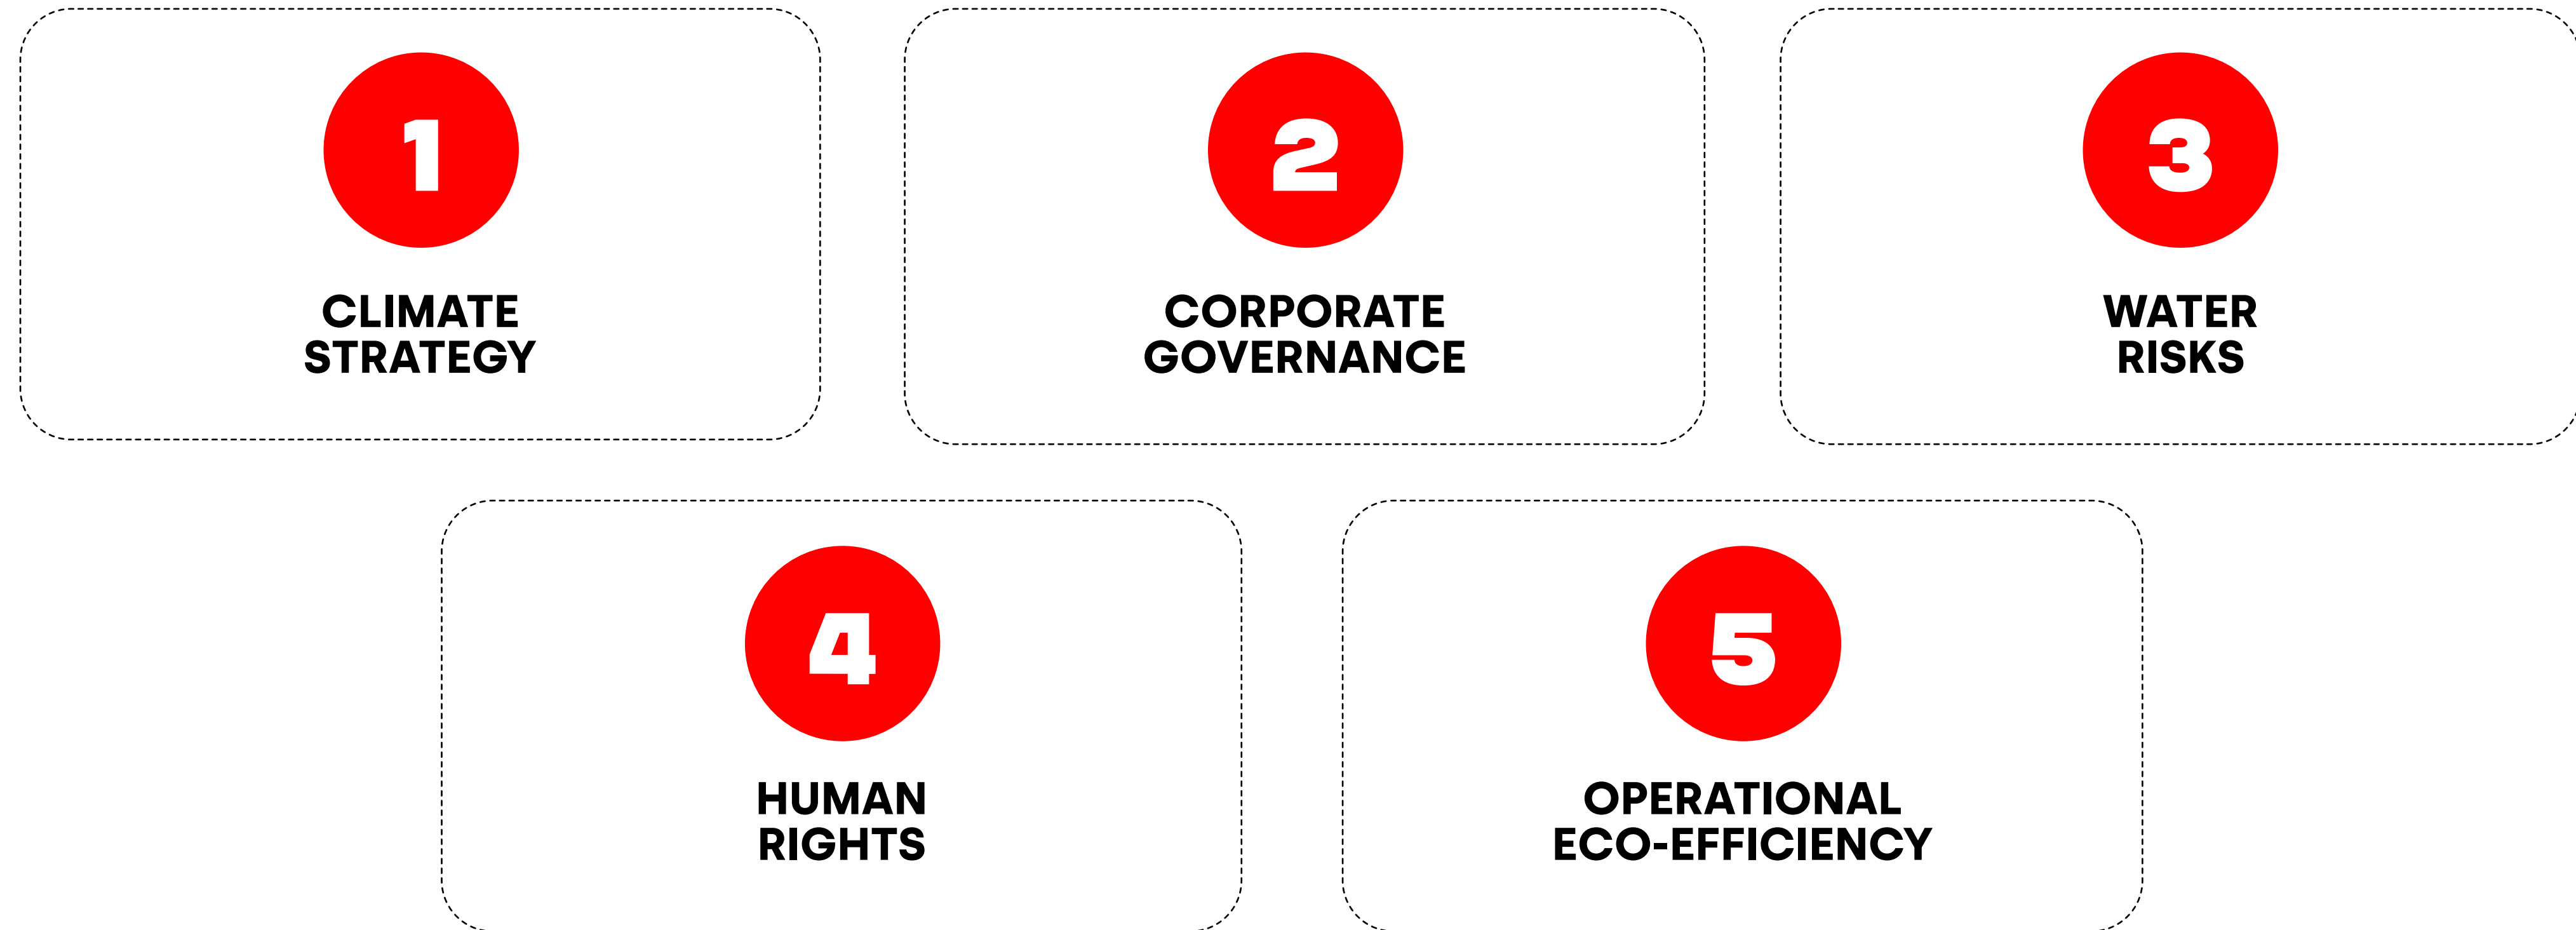 1
CLIMATE
STRATEGY
2
CORPORATE
GOVERNANCE
3
WATER
RISKS
4
HUMAN
RIGHTS
5
OPERATIONAL
ECO-EFFICIENCY